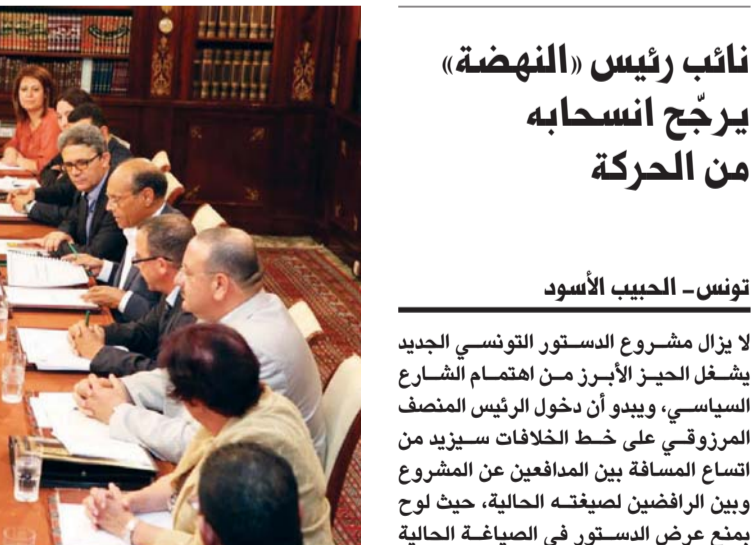 نائب رئيس «النهضة»
يرجّح انسحابه
من الحركة
تونس- الحبيب الأسود
لا يزال مشروع الدستور التونسي الجديد
يشغل الحيز الأبرز من اهتمام الشارع
السياسي، ويبدو أن دخول الرئيس المنصف
المرزوقي على خط الخلافات سيزيد من
اتساع المسافة بين المدافعين عن المشروع
وبين الرافضين لصيغته الحالية، حيث لوح
بمنع عرض الدستور في الصياغة الحالية